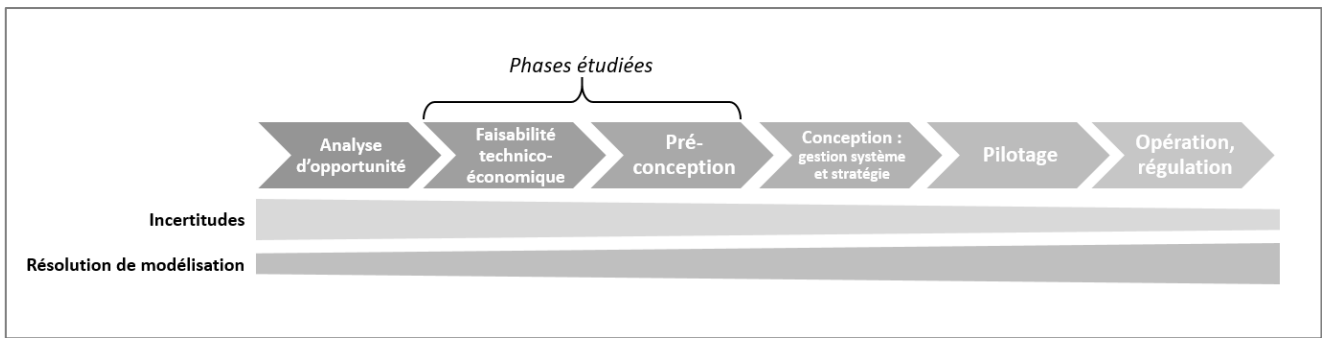 Phases étudiées
Analyse
d'opportunité
Faisabilité
technico-
économique
Pré-
conception
Conception :
gestion système
et stratégie
Pilotage
Opération,
régulation
Incertitudes
Résolution de modélisation